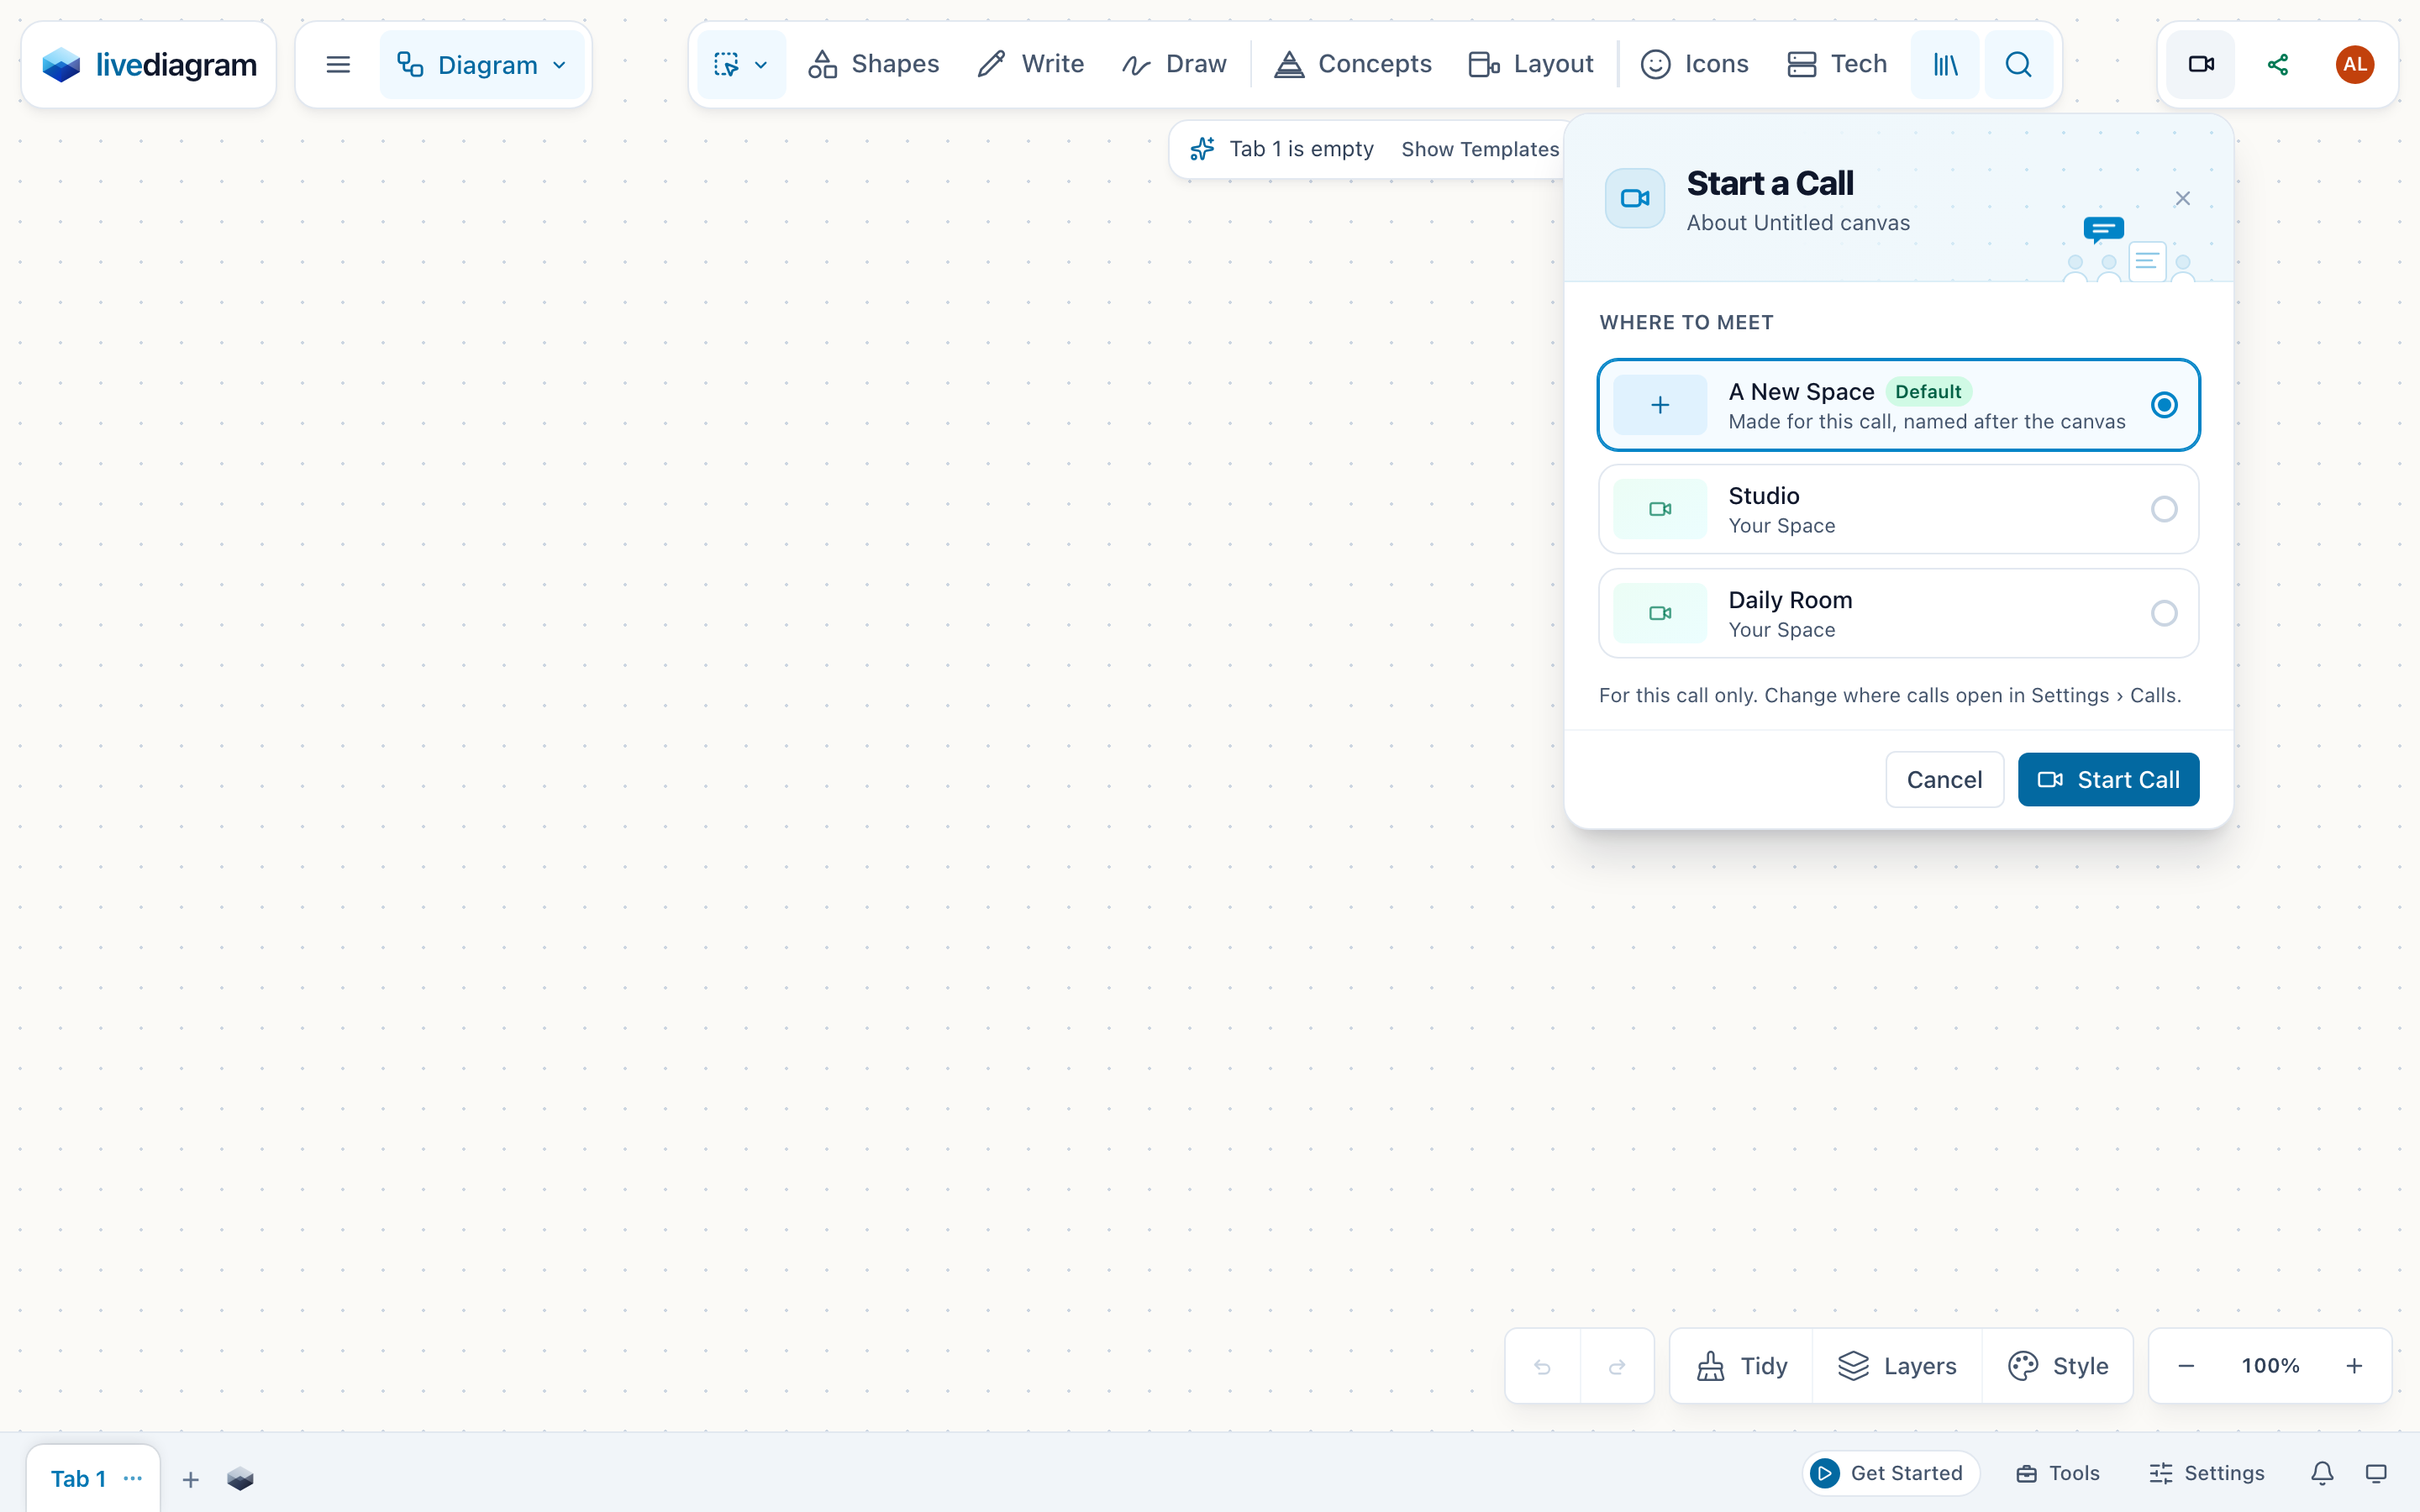 livediagram
Diagram
Shapes
Write
Draw
Concepts
Layout
Icons
Tech
AL
Tab 1 is empty
Show Templates
Start a Call
About Untitled canvas
WHERE TO MEET
A New Space
Default
Made for this call, named after the canvas
Studio
Your Space
Daily Room
Your Space
For this call only. Change where calls open in Settings › Calls.
Cancel
Start Call
Tidy
Layers
Style
100%
Tab 1
Get Started
Tools
Settings